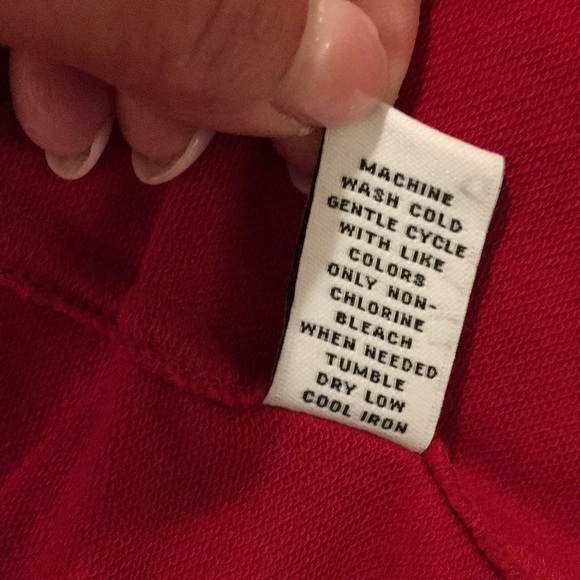 MACHINE
WASH COLD
GENTLE CYCLE
WITH LIKE
COLORS
ONLY NON-
CHLORINE
BLEACH
WHEN NEEDED
TUMBLE
DRY LOW
COOL IRON